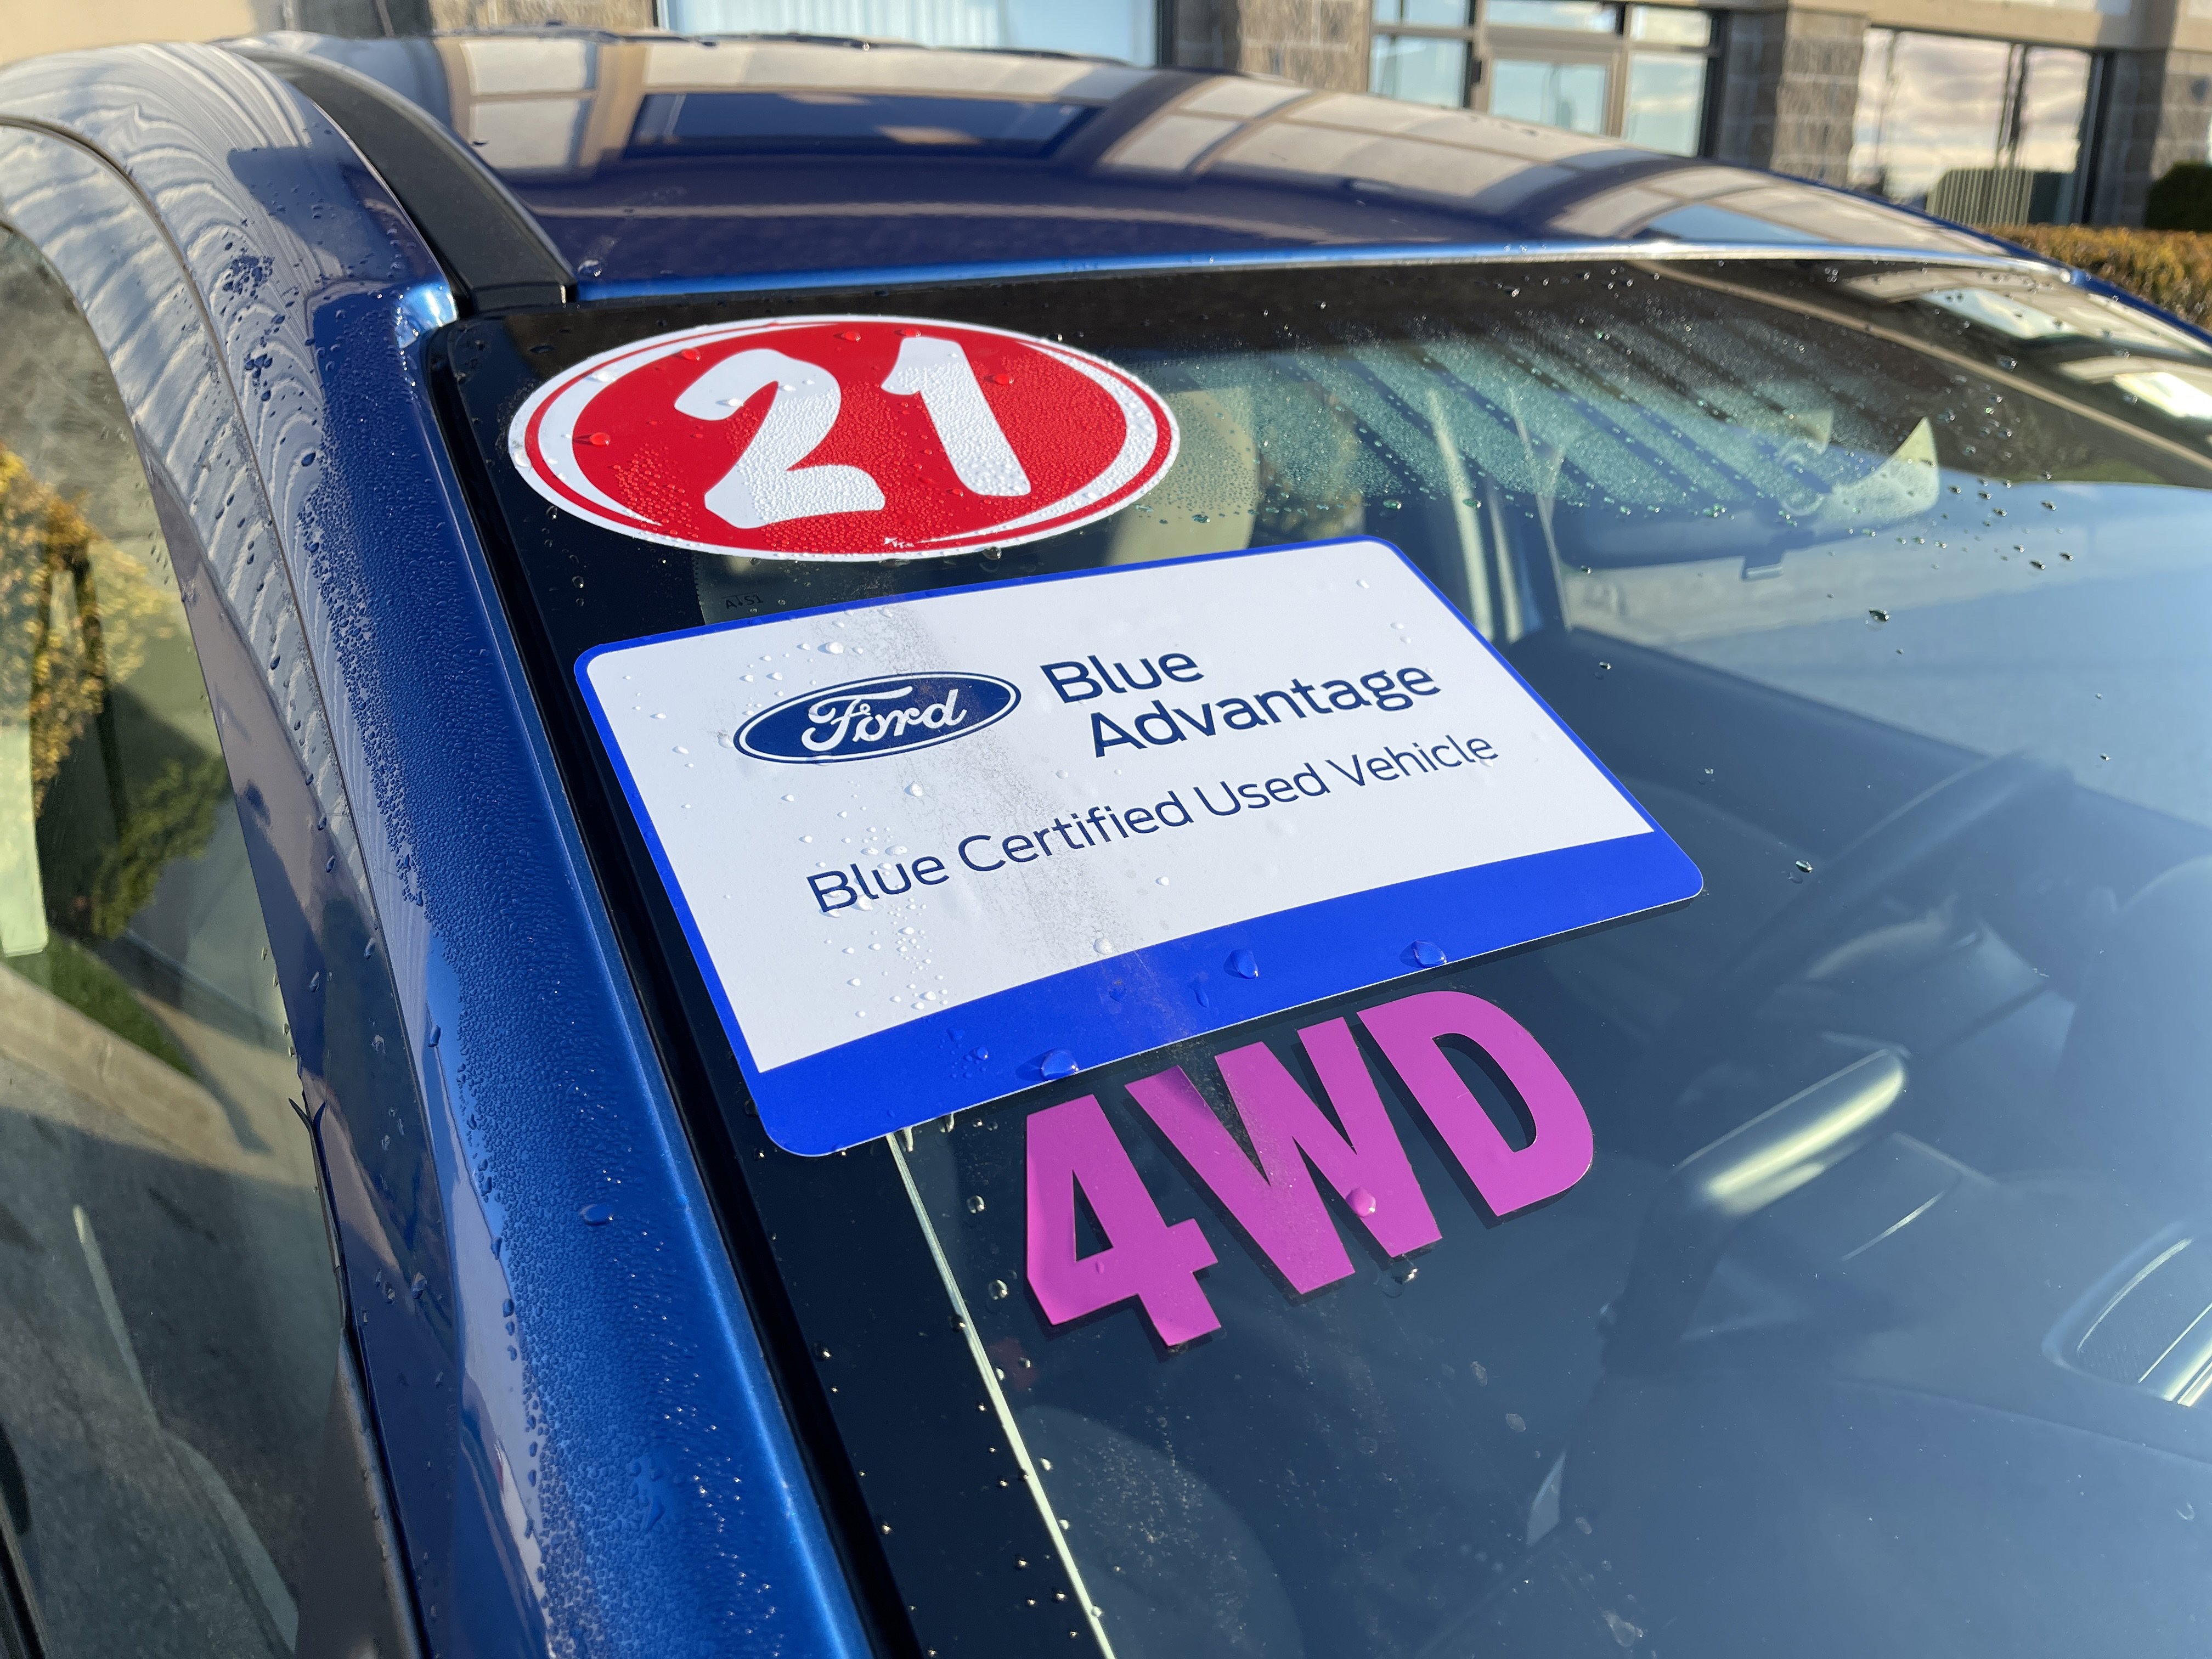 21
Ford
Blue
Advantage
Blue Certified Used Vehicle
4WD